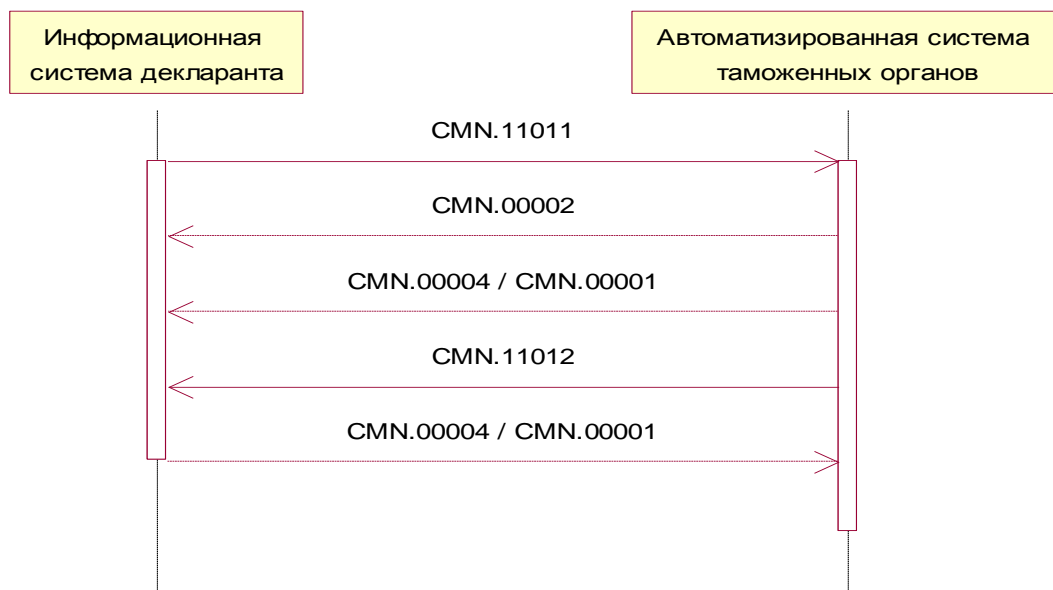 Информационная
система декларанта
Автоматизированная система
таможенных органов
CMN.11011
CMN.00002
CMN.00004 / CMN.00001
CMN.11012
CMN.00004 / CMN.00001